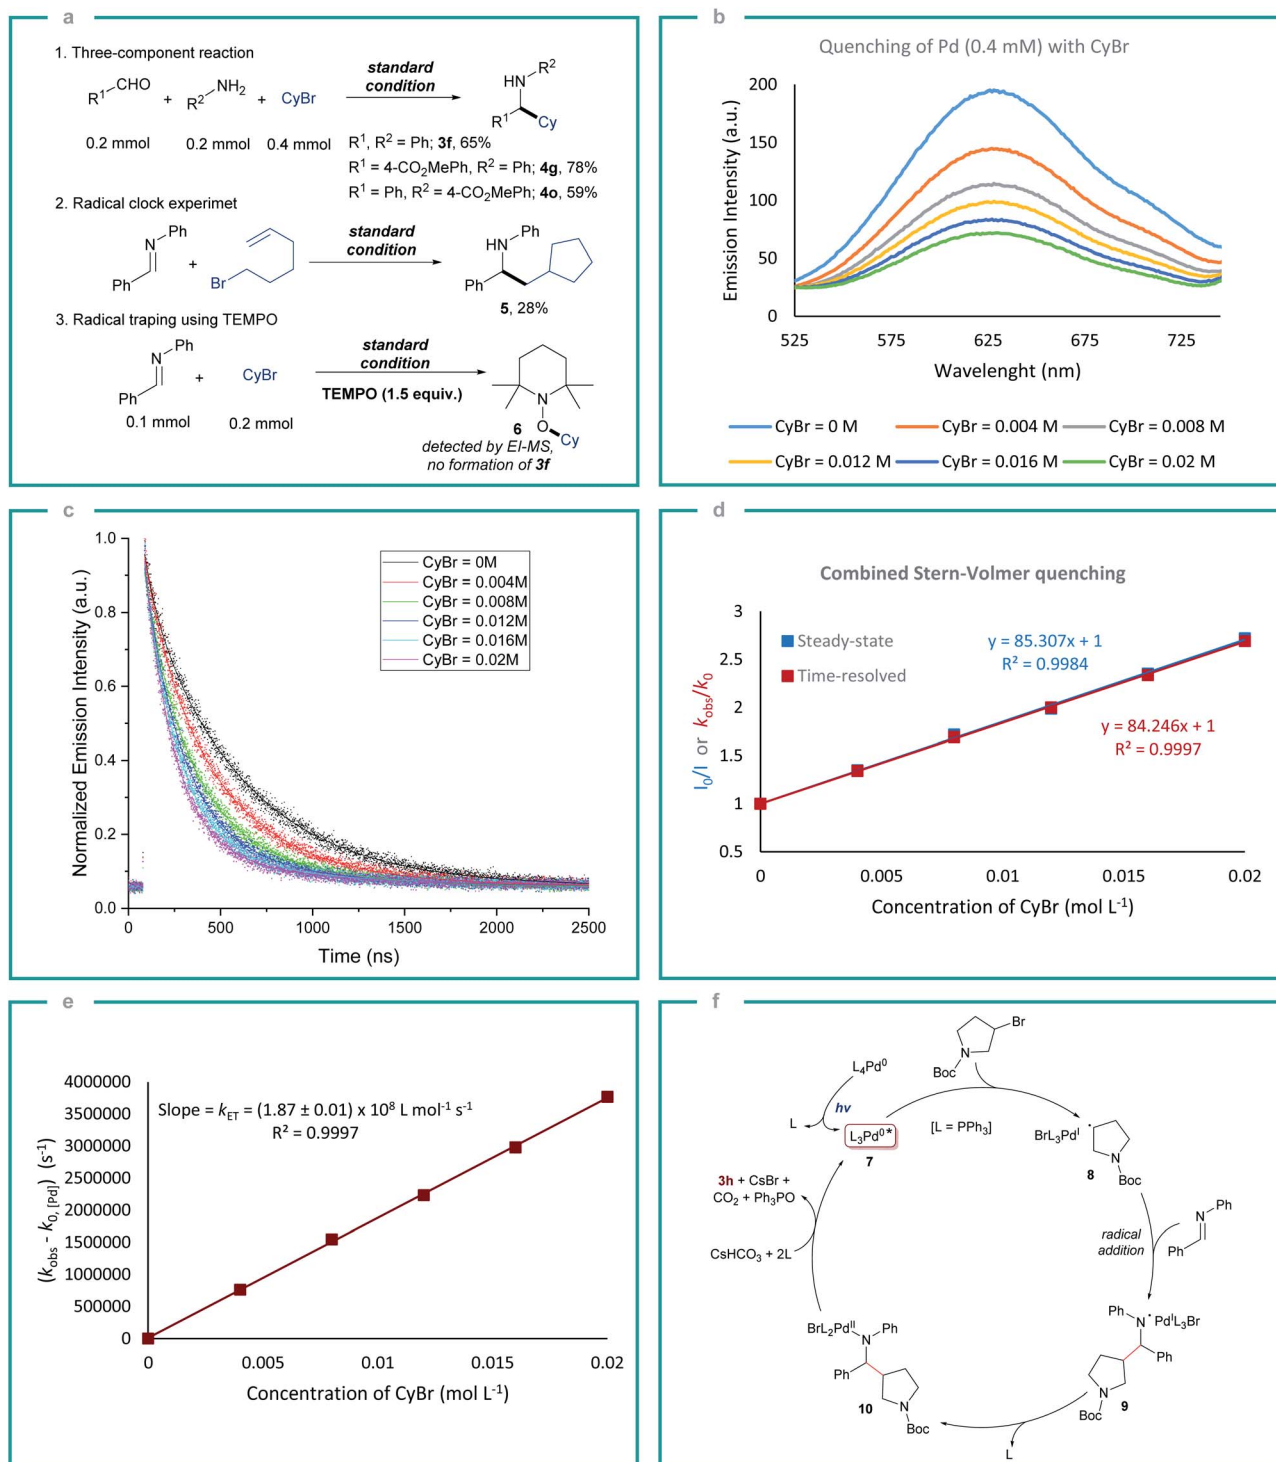 a
1. Three-component reaction
R¹ CHO + R² NH₂ + CyBr
standard
condition
HN R²
R¹ Cy
0.2 mmol 0.2 mmol 0.4 mmol
R¹, R² = Ph; 3f, 65%
R¹ = 4-CO₂MePh, R² = Ph; 4g, 78%
R¹ = Ph, R² = 4-CO₂MePh; 4o, 59%
2. Radical clock experimet
N Ph
Ph
+
Br
standard
condition
HN Ph
Ph
5, 28%
3. Radical traping using TEMPO
N Ph
Ph
+ CyBr
0.1 mmol 0.2 mmol
standard
condition
TEMPO (1.5 equiv.)
N
O
Cy
6
detected by EI-MS,
no formation of 3f
b
Quenching of Pd (0.4 mM) with CyBr
Emission Intensity (a.u.)
200
150
100
50
0
525 575 625 675 725
Wavelenght (nm)
CyBr = 0 M CyBr = 0.004 M CyBr = 0.008 M
CyBr = 0.012 M CyBr = 0.016 M CyBr = 0.02 M
c
Normalized Emission Intensity (a.u.)
1.0
0.8
0.6
0.4
0.2
0.0
CyBr = 0M
CyBr = 0.004M
CyBr = 0.008M
CyBr = 0.012M
CyBr = 0.016M
CyBr = 0.02M
0 500 1000 1500 2000 2500
Time (ns)
d
Combined Stern-Volmer quenching
I₀/I or k_obs/k₀
3
2.5
2
1.5
1
0.5
Steady-state
Time-resolved
y = 85.307x + 1
R² = 0.9984
y = 84.246x + 1
R² = 0.9997
0 0.005 0.01 0.015 0.02
Concentration of CyBr (mol L⁻¹)
e
(k_obs - k_0,[Pd]) (s⁻¹)
4000000
3500000
3000000
2500000
2000000
1500000
1000000
500000
0
Slope = k_ET = (1.87 ± 0.01) x 10⁸ L mol⁻¹ s⁻¹
R² = 0.9997
0 0.005 0.01 0.015 0.02
Concentration of CyBr (mol L⁻¹)
f
Br
N
Boc
L₄Pd⁰
hν
L
L₃Pd⁰*
7
[L = PPh₃]
BrL₃Pdᴵ
N
Boc
8
radical
addition
N Ph
Ph
Ph N PdᴵL₃Br
Ph
N
Boc
9
L
BrL₂Pdᴵᴵ
N Ph
Ph
N
Boc
10
CsHCO₃ + 2L
3h + CsBr +
CO₂ + Ph₃PO